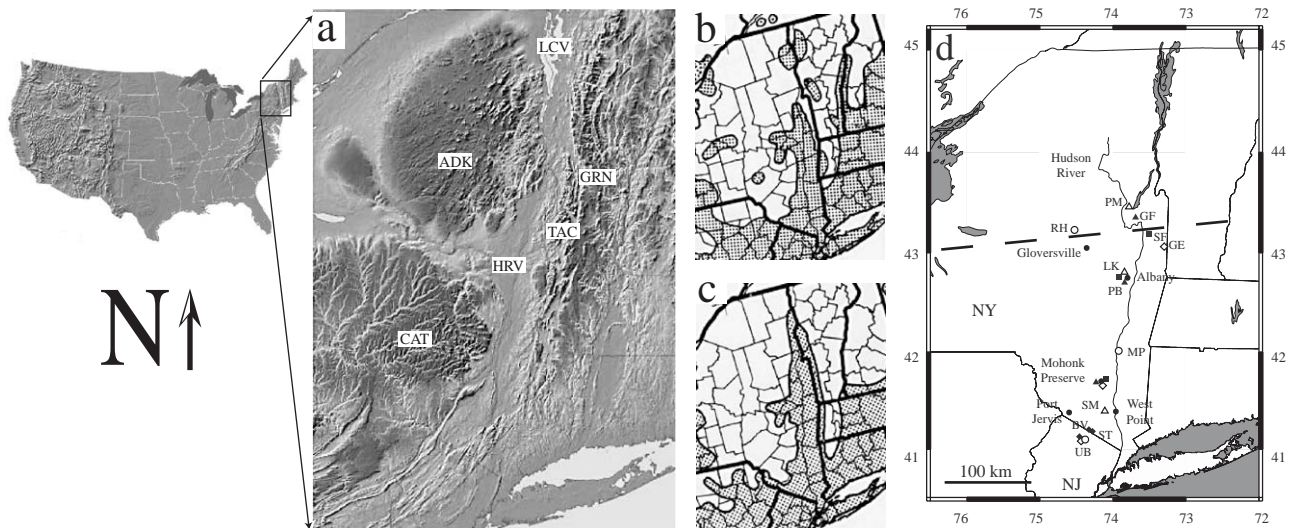 N
a
LCV
ADK
GRN
TAC
HRV
CAT
b
c
d
76 75 74 73 72
45 45
44 44
Hudson
River
PM
GF
RH
SF
GE
43 43
Gloversville
LK
Albany
PB
NY
42 42
MP
Mohonk
Preserve
SM
Port
Jervis
West
Point
BV
ST
UB
41 41
100 km
NJ
76 75 74 73 72